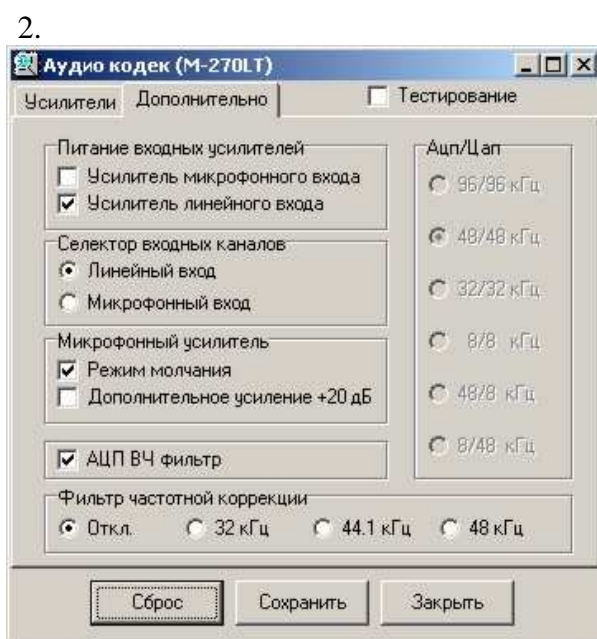 2.
Аудио кодек (M-270LT)
Усилители Дополнительно Тестирование
Питание входных усилителей
Усилитель микрофонного входа
Усилитель линейного входа
Селектор входных каналов
Линейный вход
Микрофонный вход
Микрофонный усилитель
Режим молчания
Дополнительное усиление +20 дБ
АЦП ВЧ фильтр
Ацп/Цап
96/96 кГц
48/48 кГц
32/32 кГц
8/8 кГц
48/8 кГц
8/48 кГц
Фильтр частотной коррекции
Откл. 32 кГц 44.1 кГц 48 кГц
Сброс Сохранить Закрыть